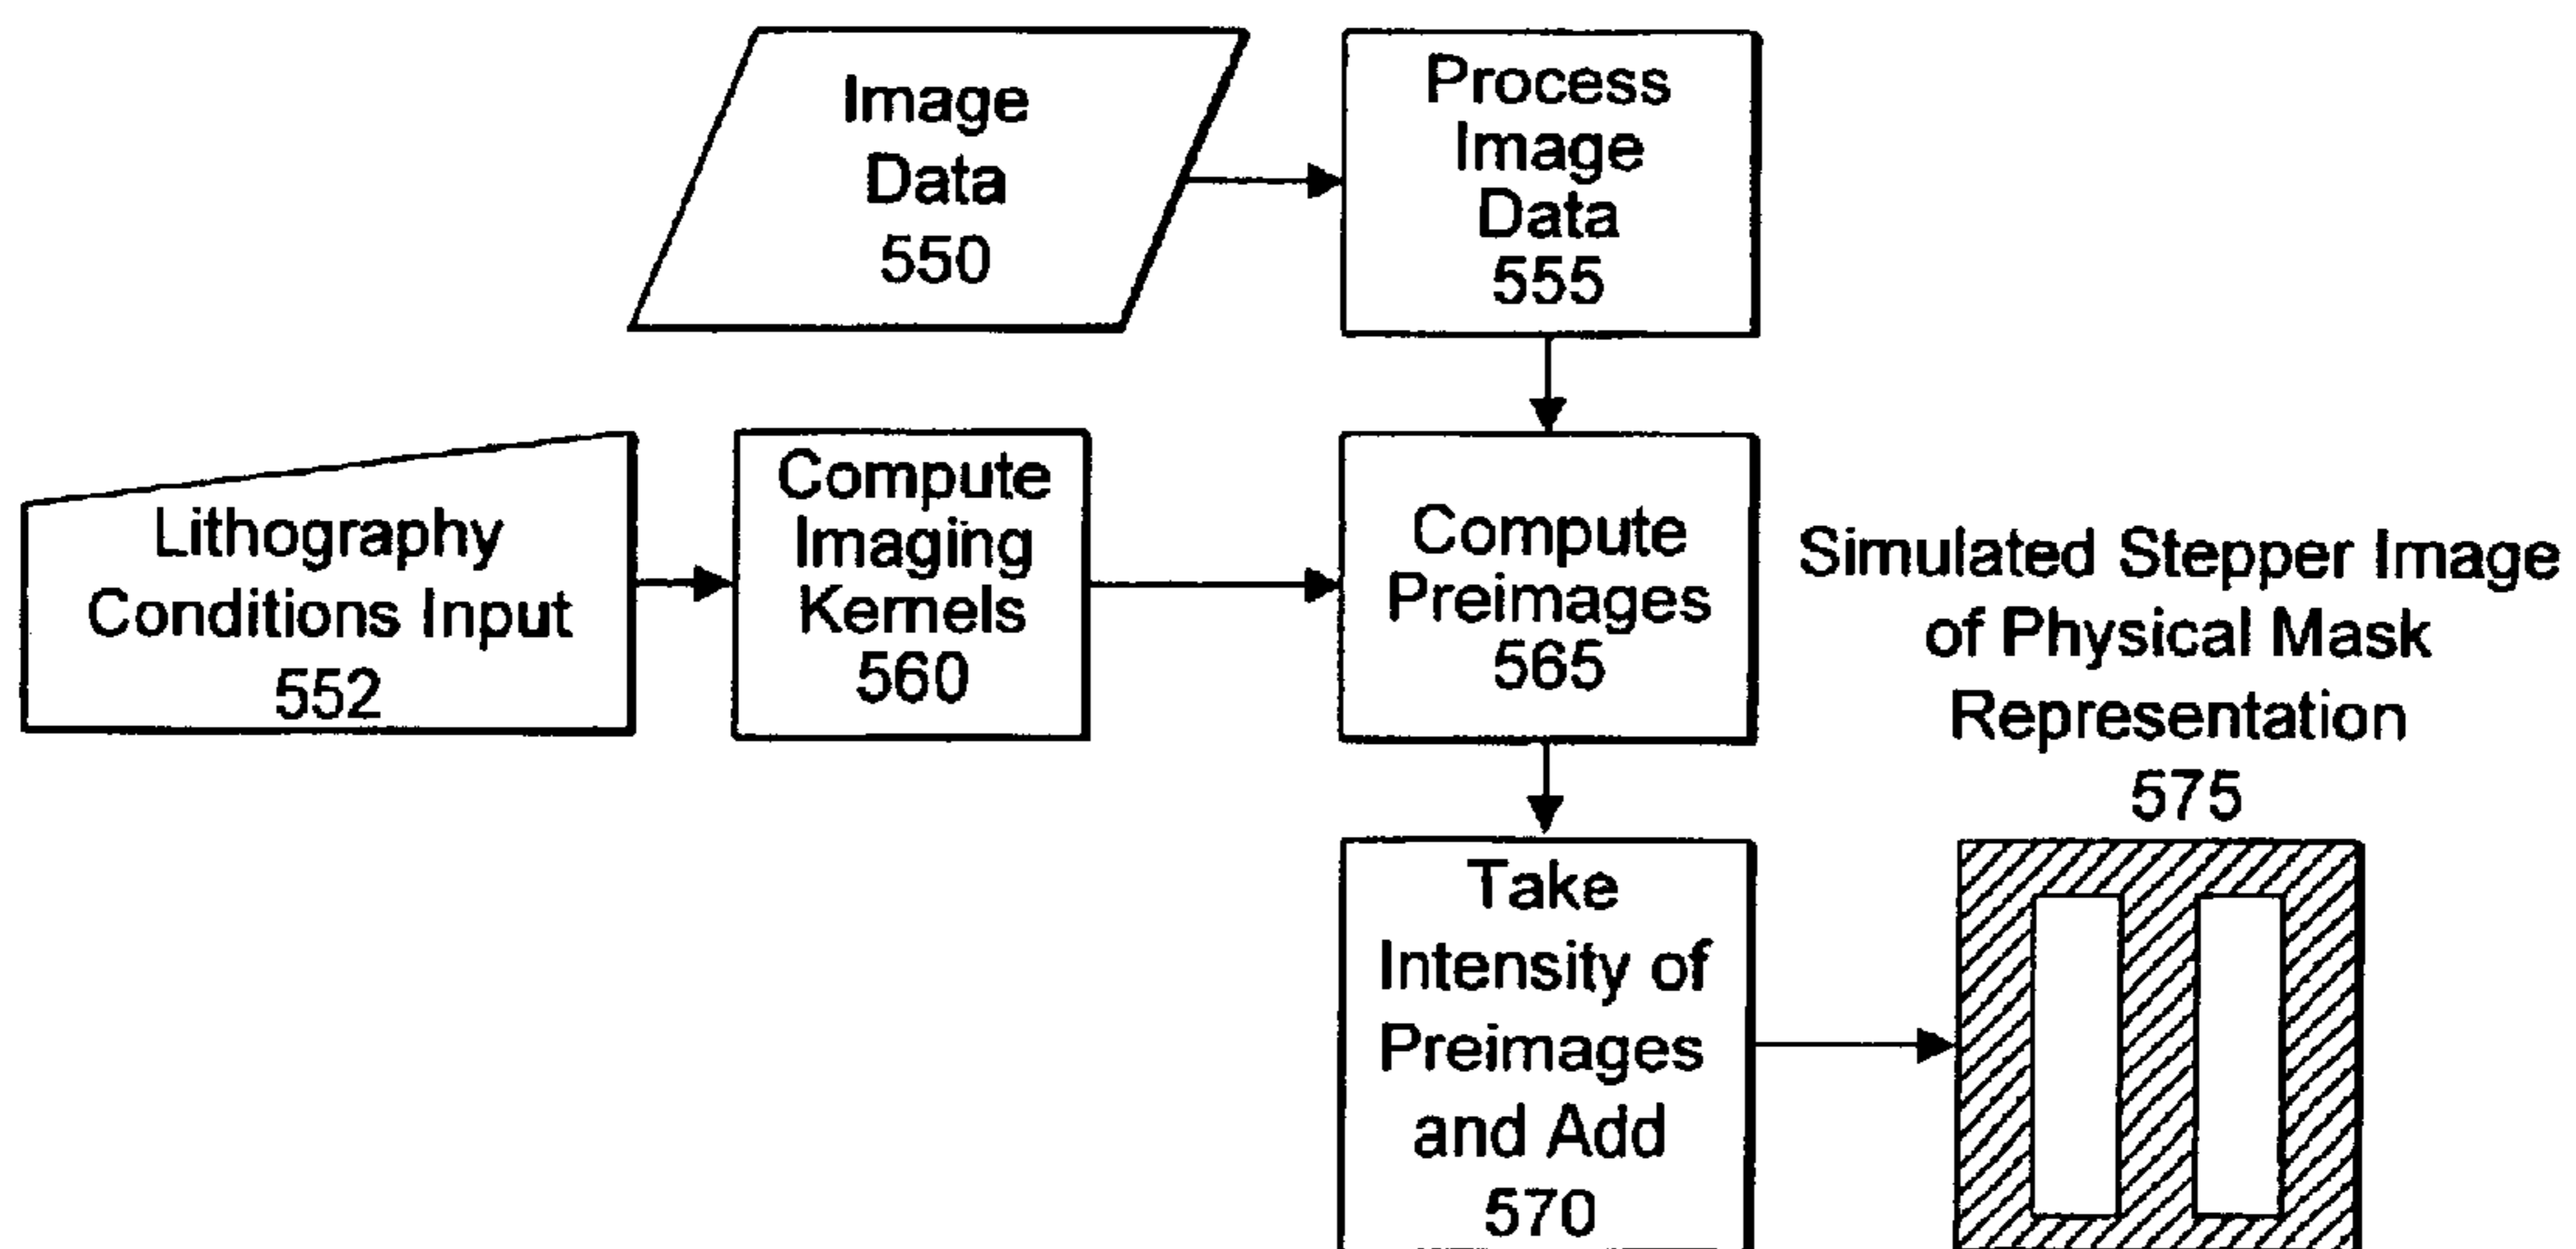 Image
Data
550
Process
Image
Data
555
Lithography
Conditions Input
552
Compute
Imaging
Kernels
560
Compute
Preimages
565
Simulated Stepper Image
of Physical Mask
Representation
575
Take
Intensity of
Preimages
and Add
570